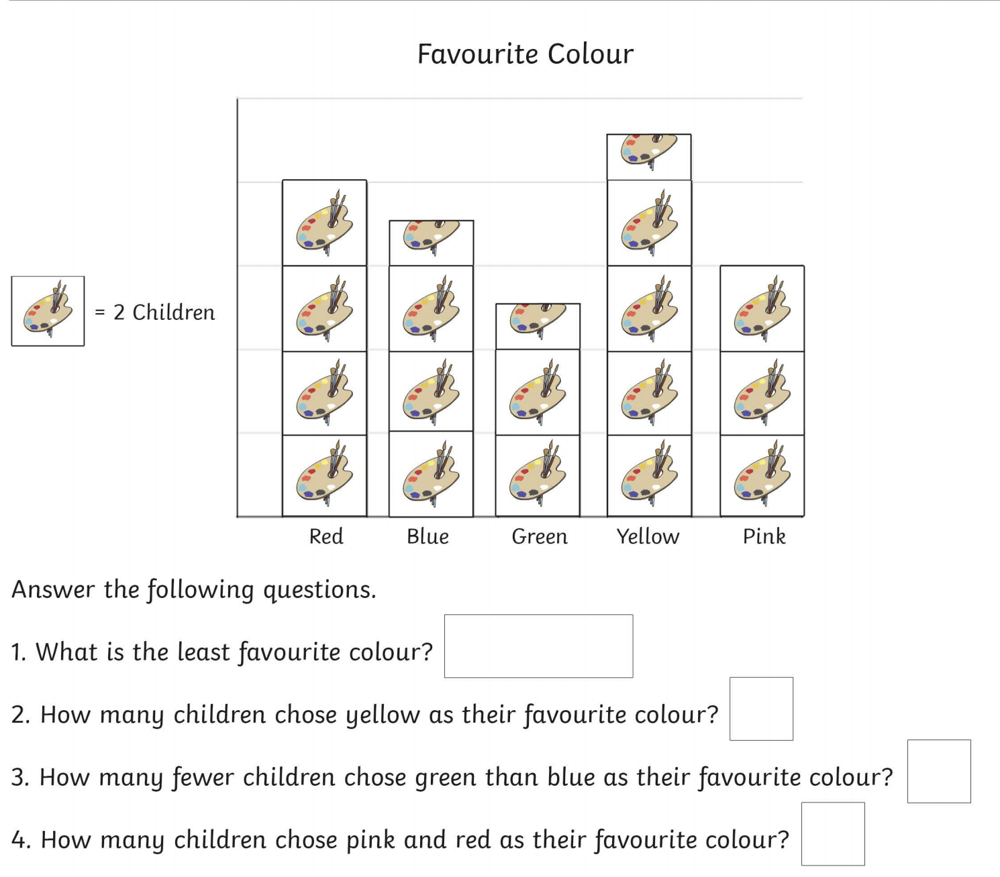 Favourite Colour
= 2 Children
Red Blue Green Yellow Pink
Answer the following questions.
1. What is the least favourite colour?
2. How many children chose yellow as their favourite colour?
3. How many fewer children chose green than blue as their favourite colour?
4. How many children chose pink and red as their favourite colour?